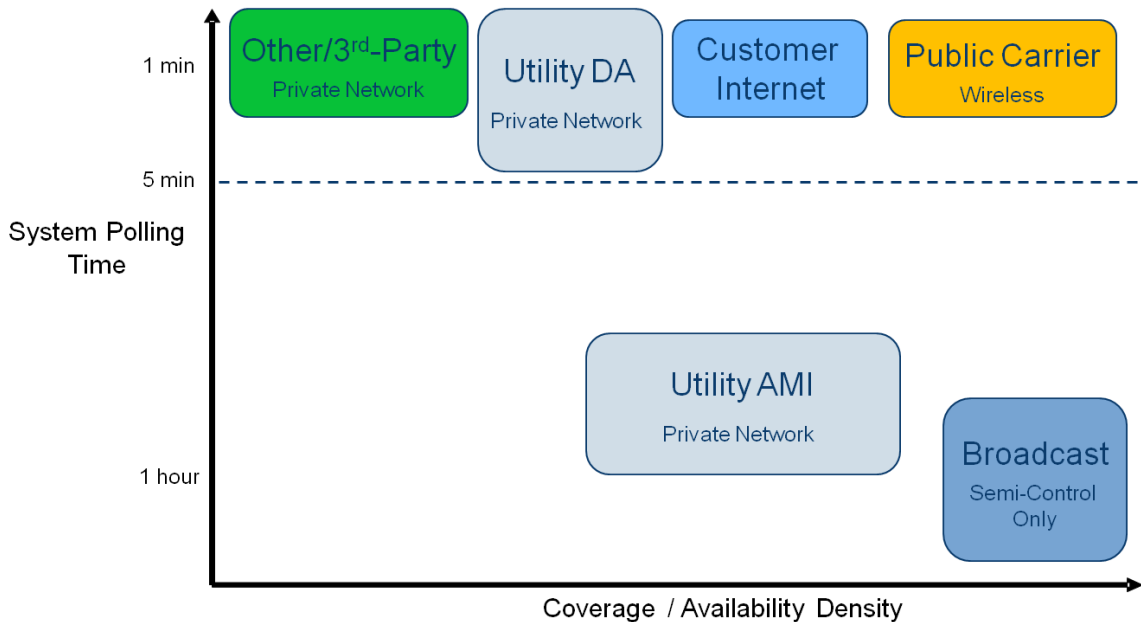 Other/3rd-Party
Private Network
Utility DA
Private Network
Customer
Internet
Public Carrier
Wireless
1 min
5 min
System Polling
Time
Utility AMI
Private Network
Broadcast
Semi-Control
Only
1 hour
Coverage / Availability Density